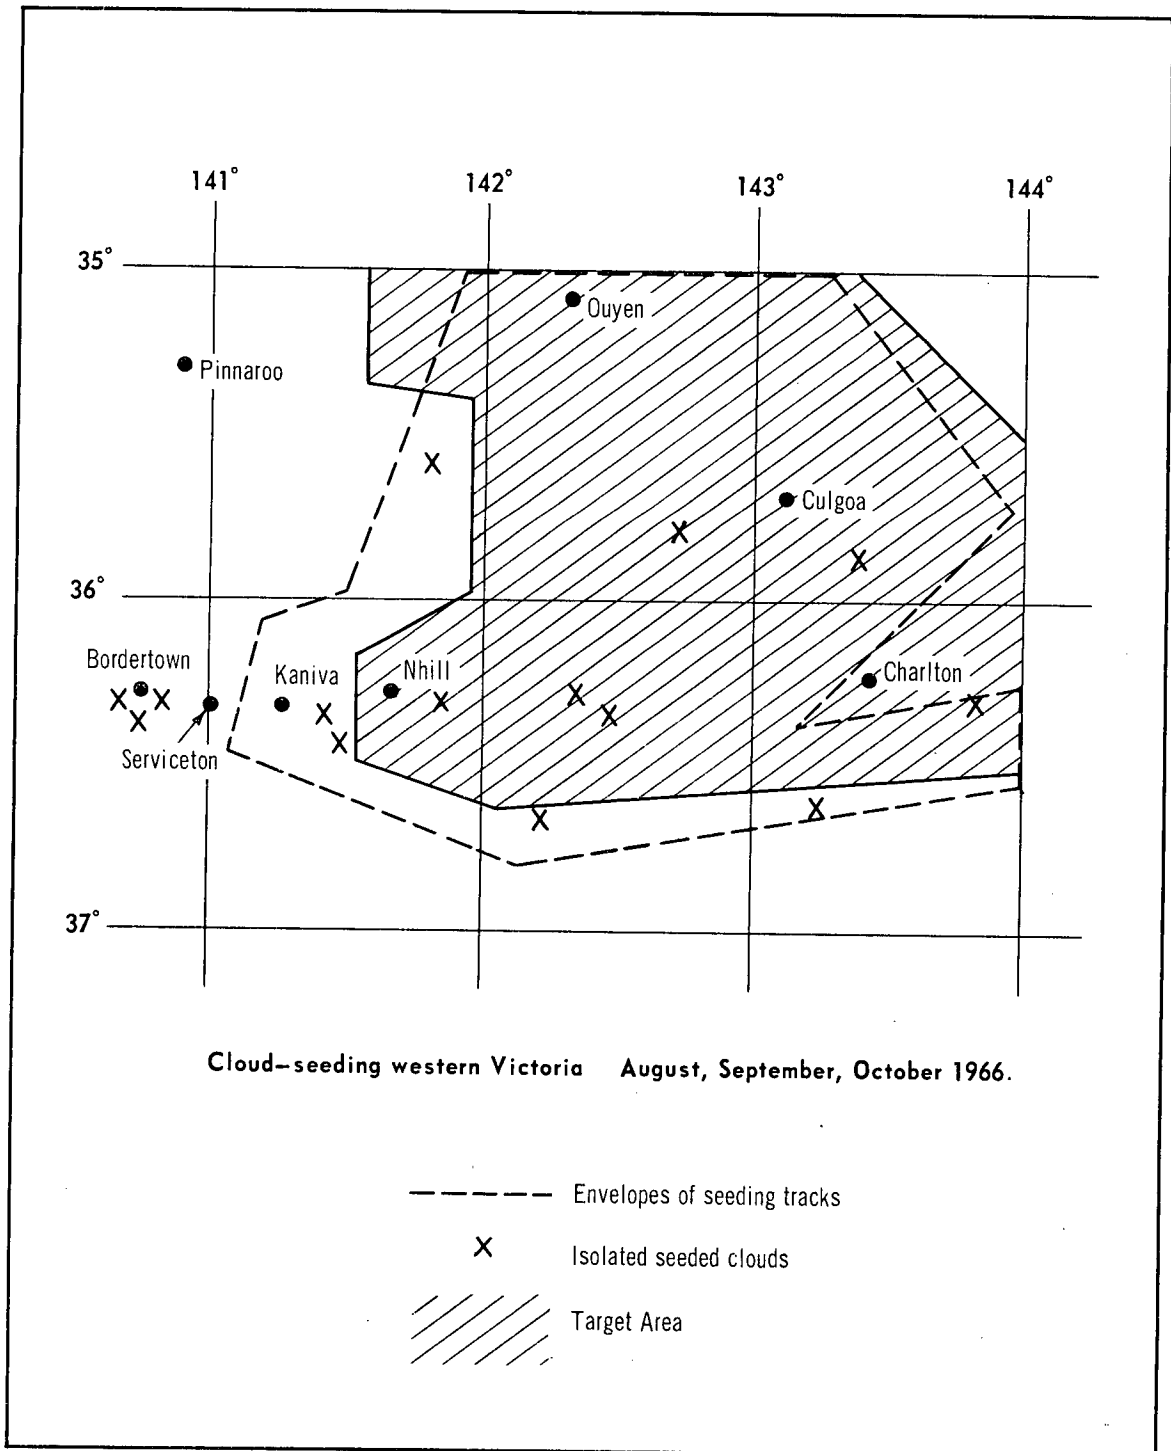 141° 142° 143° 144°
35°
Ouyen
Pinnaroo
Culgoa
36°
Bordertown
Kaniva
Nhill
Charlton
Serviceton
37°
Cloud–seeding western Victoria August, September, October 1966.
Envelopes of seeding tracks
X Isolated seeded clouds
Target Area